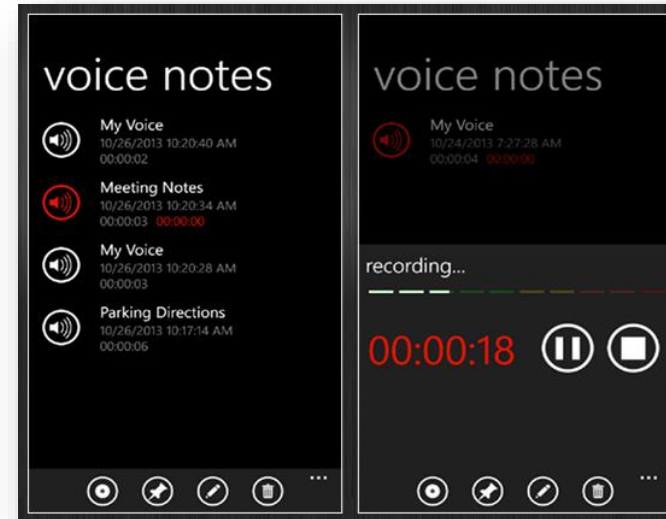 voice notes
My Voice
10/26/2013 10:20:40 AM
00:00:02
Meeting Notes
10/26/2013 10:20:34 AM
00:00:03 00:00:00
My Voice
10/26/2013 10:20:28 AM
00:00:03
Parking Directions
10/26/2013 10:17:14 AM
00:00:06
voice notes
My Voice
10/24/2013 7:27:28 AM
00:00:04 00:00:00
recording...
00:00:18